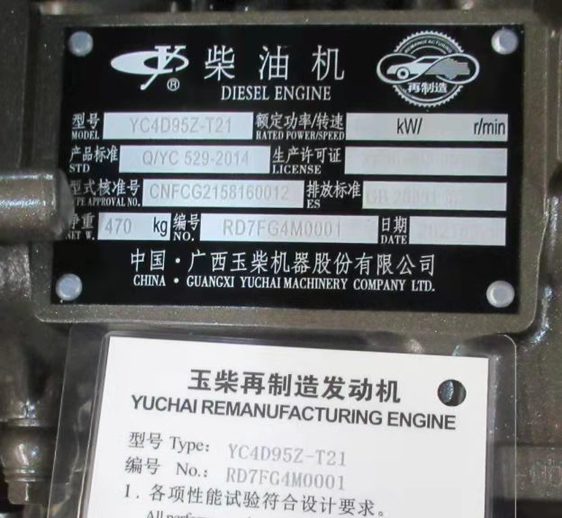 柴油机
DIESEL ENGINE
REMANUFACTURING
再制造
型号 MODEL YC4D95Z-T21 额定功率/转速 RATED POWER/SPEED kW/ r/min
产品标准 STD Q/YC 529-2014 生产许可证 LICENSE
型式核准号 TYPE APPROVAL NO. CNFCG2158160012 排放标准 ES
净重 NET W. 470 kg 编号 NO. RD7FG4M0001 日期 DATE
中国·广西玉柴机器股份有限公司
CHINA · GUANGXI YUCHAI MACHINERY COMPANY LTD.
玉柴再制造发动机
YUCHAI REMANUFACTURING ENGINE
型号 Type: YC4D95Z-T21
编号 No.: RD7FG4M0001
1. 各项性能试验符合设计要求。